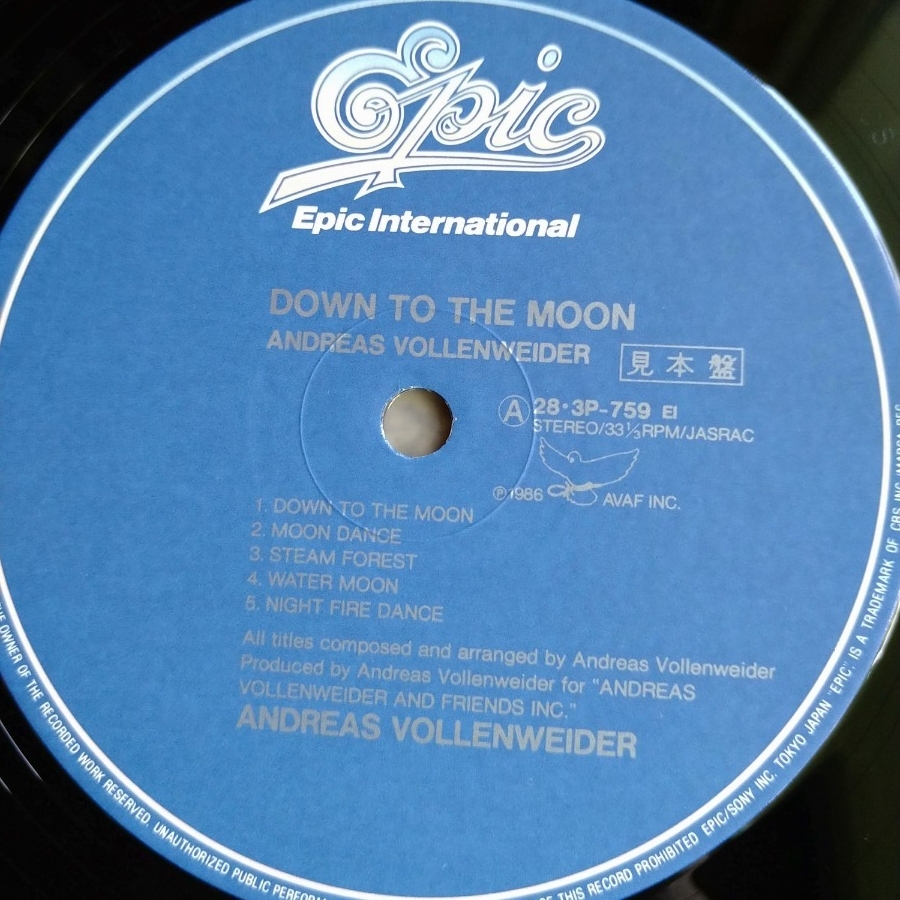 Epic
Epic International
DOWN TO THE MOON
ANDREAS VOLLENWEIDER
見本盤
Ⓐ 28・3P-759 EI
STEREO/33⅓RPM/JASRAC
℗1986 AVAF INC.
1. DOWN TO THE MOON
2. MOON DANCE
3. STEAM FOREST
4. WATER MOON
5. NIGHT FIRE DANCE
All titles composed and arranged by Andreas Vollenweider
Produced by Andreas Vollenweider for "ANDREAS
VOLLENWEIDER AND FRIENDS INC."
ANDREAS VOLLENWEIDER
OWNER OF THE RECORDED WORK RESERVED. UNAUTHORIZED PUBLIC
THIS RECORD PROHIBITED EPIC/SONY INC. TOKYO JAPAN "EPIC" IS A TRADEMARK OF CBS INC.